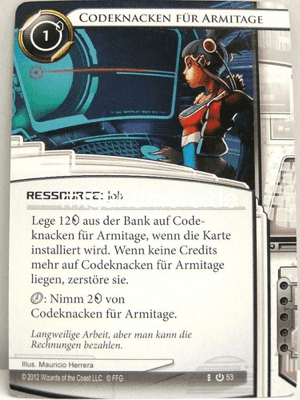 Codeknacken für Armitage
1
Ressource: Job
Lege 12 aus der Bank auf Code-
knacken für Armitage, wenn die Karte
installiert wird. Wenn keine Credits
mehr auf Codeknacken für Armitage
liegen, zerstöre sie.
: Nimm 2 von
Codeknacken für Armitage.
Langweilige Arbeit, aber man kann die
Rechnungen bezahlen.
Illus. Mauricio Herrera
© 2012 Wizards of the Coast LLC. © FFG
53